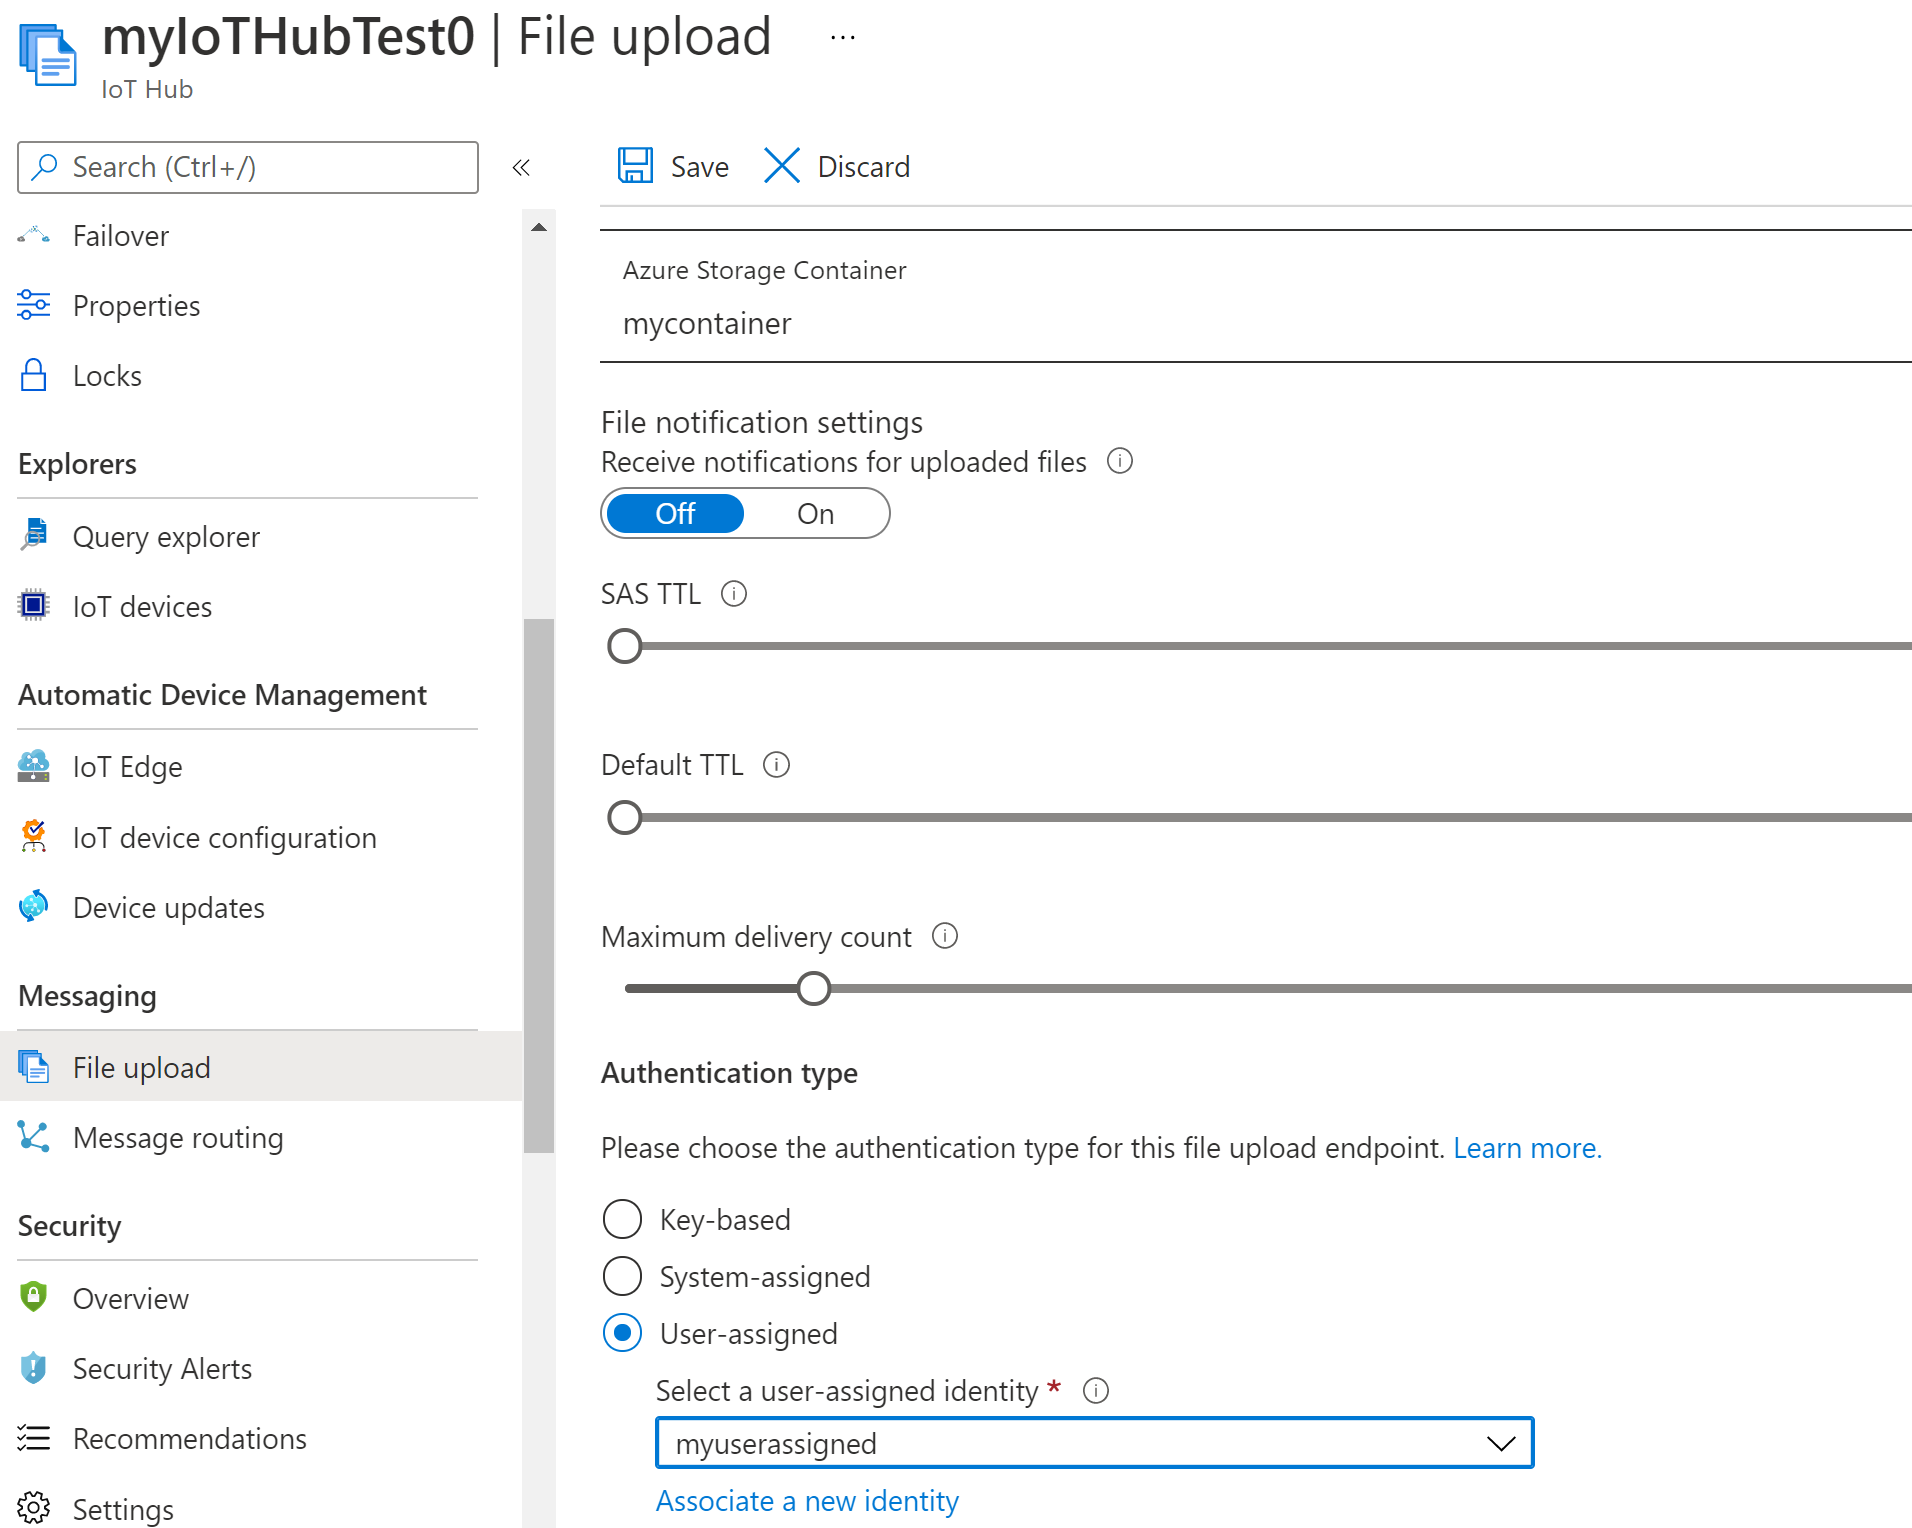 myIoTHubTest0 | File upload ...
IoT Hub
Search (Ctrl+/)
«
Failover
Properties
Locks
Explorers
Query explorer
IoT devices
Automatic Device Management
IoT Edge
IoT device configuration
Device updates
Messaging
File upload
Message routing
Security
Overview
Security Alerts
Recommendations
Settings
Save
Discard
Azure Storage Container
mycontainer
File notification settings
Receive notifications for uploaded files
Off On
SAS TTL
Default TTL
Maximum delivery count
Authentication type
Please choose the authentication type for this file upload endpoint. Learn more.
Key-based
System-assigned
User-assigned
Select a user-assigned identity *
myuserassigned
Associate a new identity